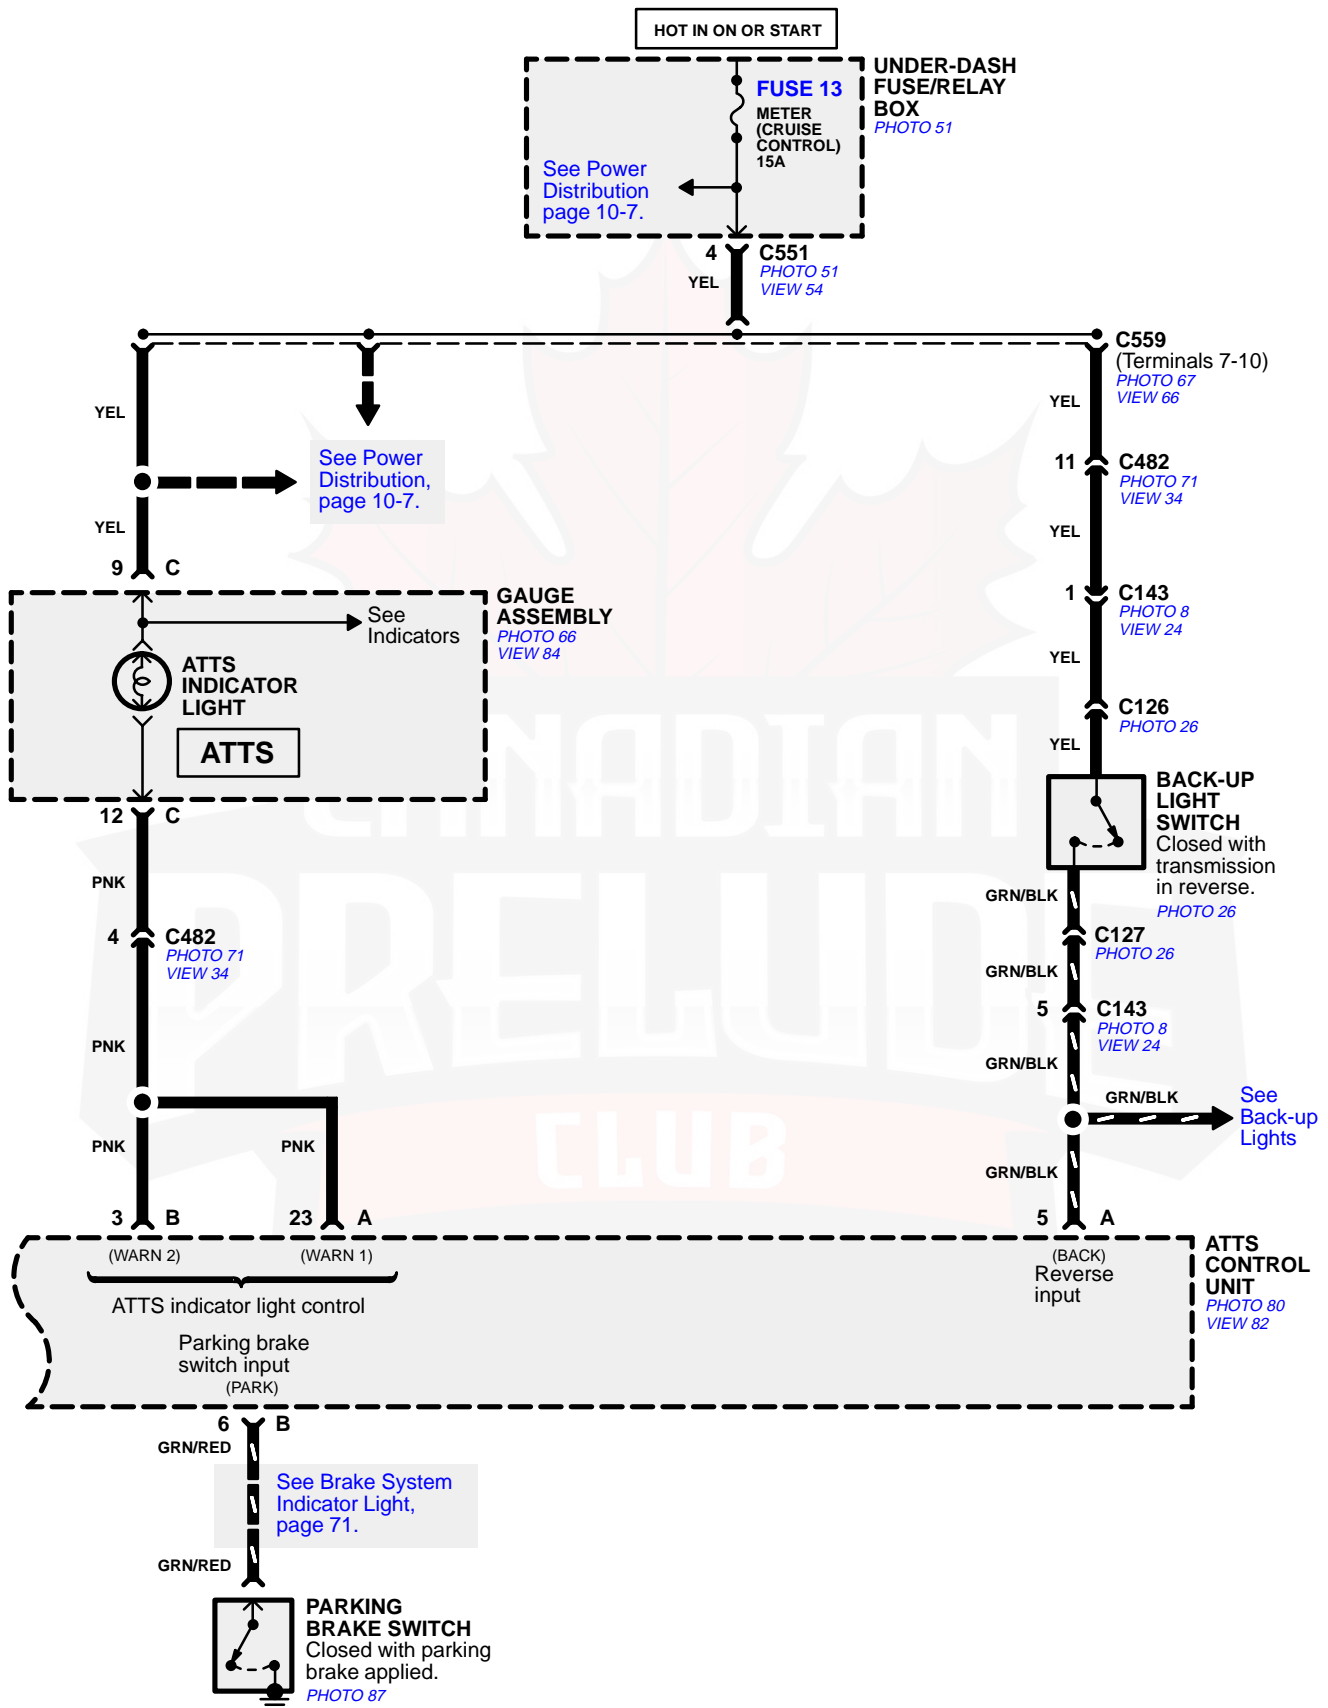 HOT IN ON OR START
UNDER-DASH
FUSE/RELAY
BOX
PHOTO 51
FUSE 13
METER
(CRUISE
CONTROL)
15A
See Power
Distribution
page 10-7.
4
C551
PHOTO 51
VIEW 54
YEL
C559
(Terminals 7-10)
PHOTO 67
VIEW 66
YEL
YEL
See Power
Distribution,
page 10-7.
11
C482
PHOTO 71
VIEW 34
YEL
YEL
9
C
1
C143
PHOTO 8
VIEW 24
GAUGE
ASSEMBLY
PHOTO 66
VIEW 84
See
Indicators
ATTS
INDICATOR
LIGHT
ATTS
YEL
C126
PHOTO 26
YEL
BACK-UP
LIGHT
SWITCH
Closed with
transmission
in reverse.
PHOTO 26
12
C
PNK
GRN/BLK
4
C482
PHOTO 71
VIEW 34
C127
PHOTO 26
GRN/BLK
5
C143
PHOTO 8
VIEW 24
PNK
GRN/BLK
GRN/BLK
See
Back-up
Lights
PNK
PNK
GRN/BLK
3
B
23
A
5
A
(WARN 2)
(WARN 1)
(BACK)
Reverse
input
ATTS
CONTROL
UNIT
PHOTO 80
VIEW 82
ATTS indicator light control
Parking brake
switch input
(PARK)
6
B
GRN/RED
See Brake System
Indicator Light,
page 71.
GRN/RED
PARKING
BRAKE SWITCH
Closed with parking
brake applied.
PHOTO 87
CANADIAN
PRELUDE
CLUB